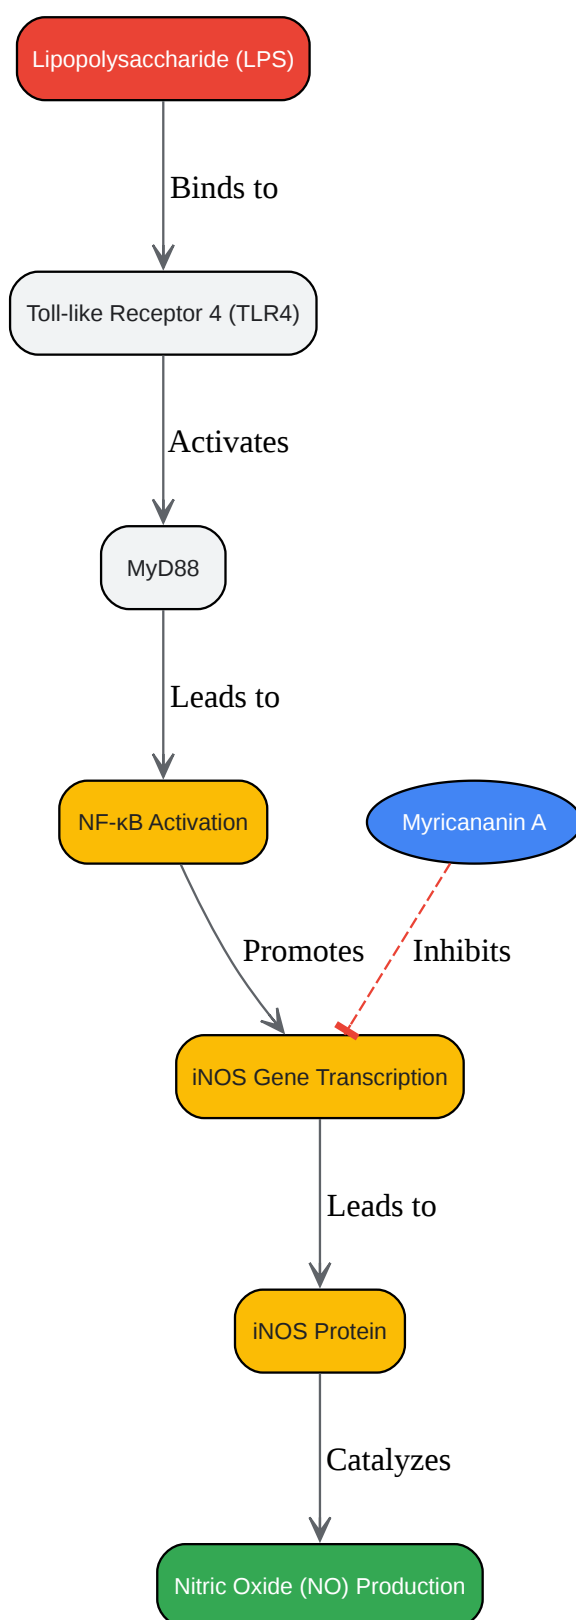 Lipopolysaccharide (LPS)
Binds to
Toll-like Receptor 4 (TLR4)
Activates
MyD88
Leads to
NF-κB Activation
Myricananin A
Promotes
Inhibits
iNOS Gene Transcription
Leads to
iNOS Protein
Catalyzes
Nitric Oxide (NO) Production